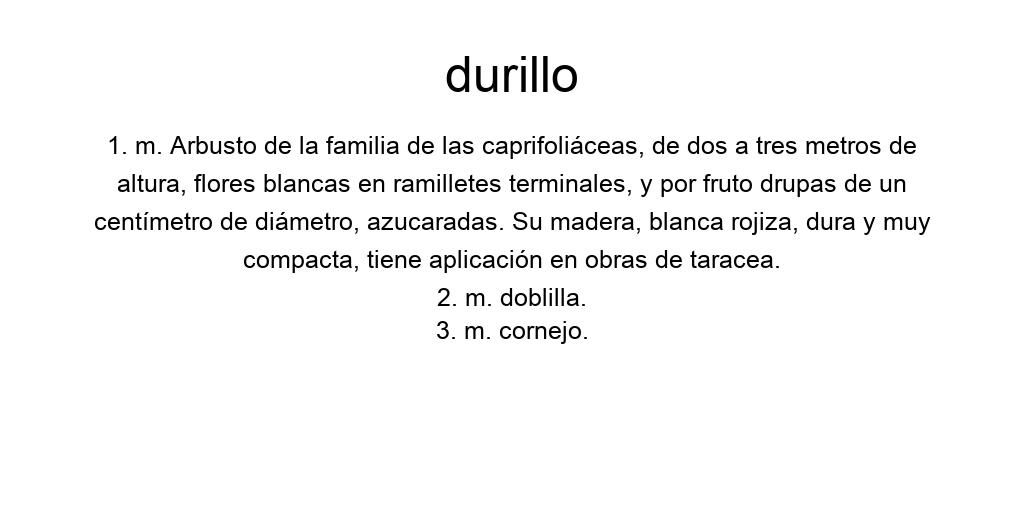 durillo
1. m. Arbusto de la familia de las caprifoliáceas, de dos a tres metros de
altura, flores blancas en ramilletes terminales, y por fruto drupas de un
centímetro de diámetro, azucaradas. Su madera, blanca rojiza, dura y muy
compacta, tiene aplicación en obras de taracea.
2. m. doblilla.
3. m. cornejo.